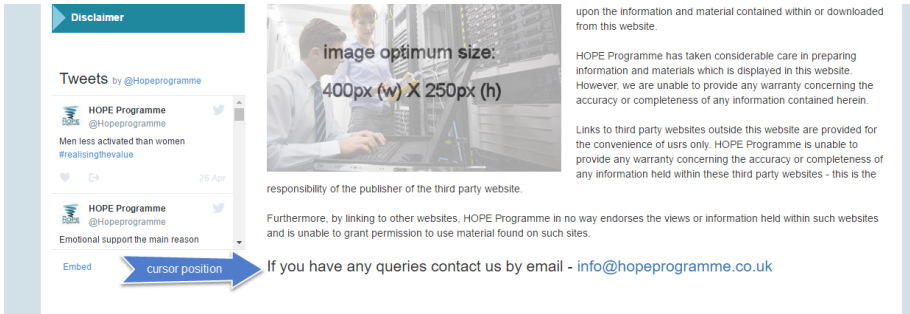 Disclaimer
Tweets by @Hopeprogramme
HOPE Programme
@Hopeprogramme
Men less activated than women
#realisingthevalue
26 Apr
HOPE Programme
@Hopeprogramme
Emotional support the main reason
Embed
cursor position
image optimum size:
400px (w) X 250px (h)
upon the information and material contained within or downloaded
from this website.
HOPE Programme has taken considerable care in preparing
information and materials which is displayed in this website.
However, we are unable to provide any warranty concerning the
accuracy or completeness of any information contained herein.
Links to third party websites outside this website are provided for
the convenience of usrs only. HOPE Programme is unable to
provide any warranty concerning the accuracy or completeness of
any information held within these third party websites - this is the
responsibility of the publisher of the third party website.
Furthermore, by linking to other websites, HOPE Programme in no way endorses the views or information held within such websites
and is unable to grant permission to use material found on such sites.
If you have any queries contact us by email - info@hopeprogramme.co.uk